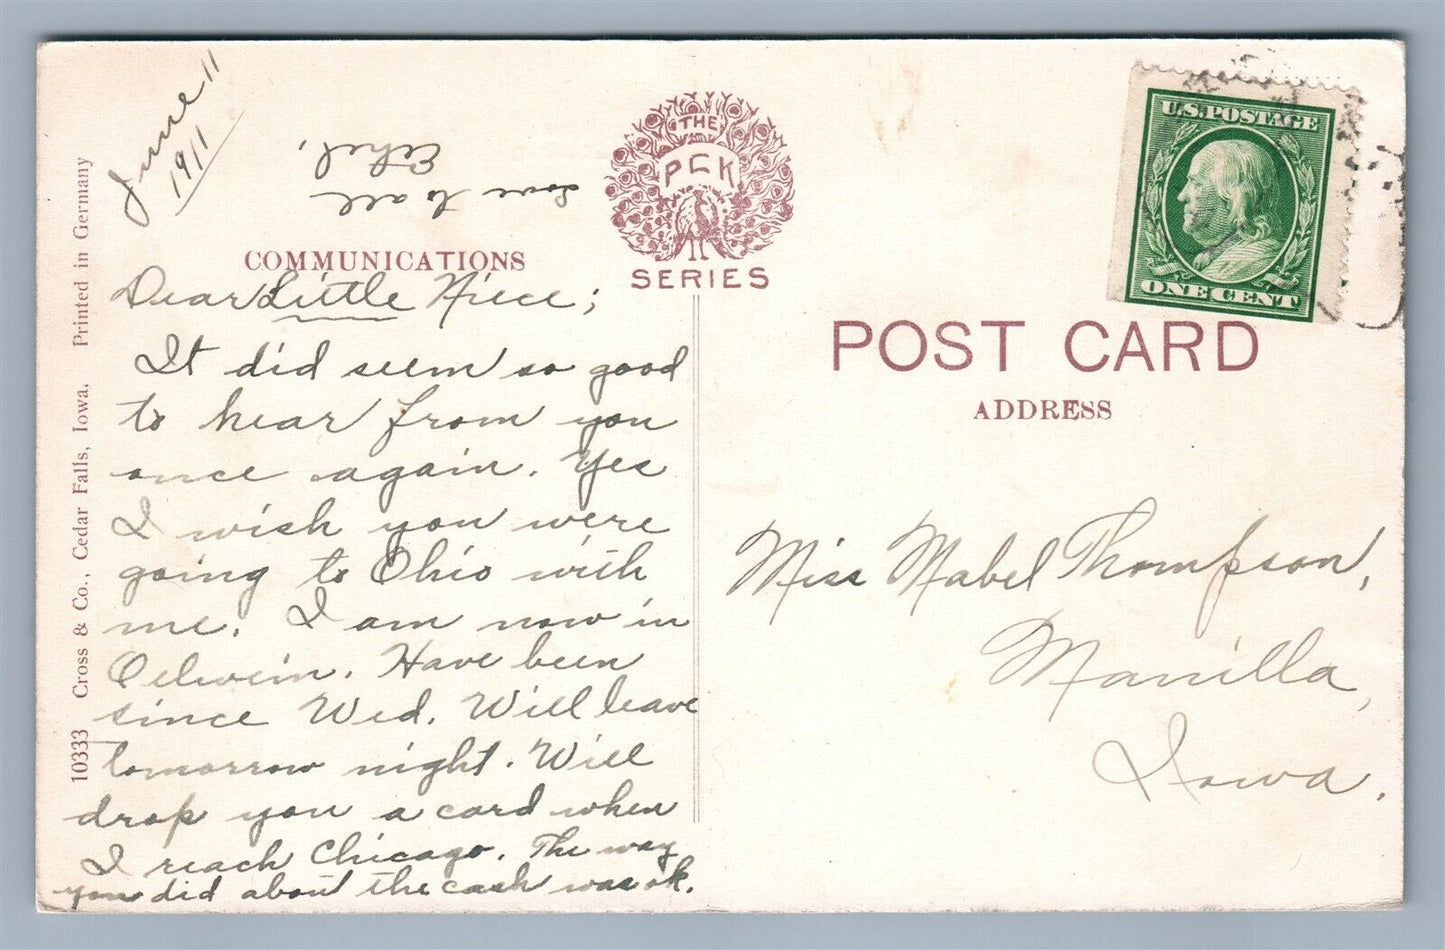 June 11
1911
Love to all
Ethel.
THE
PCK
SERIES
U.S. POSTAGE
ONE CENT
COMMUNICATIONS
POST CARD
ADDRESS
Dear Little Niece;
It did seem so good
to hear from you
once again. Yes
I wish you were
going to Ohio with
me. I am now in
Oelwein. Have been
since Wed. Will leave
tomorrow night. Will
drop you a card when
I reach Chicago. The way
you did about the cash was ok.
Miss Mabel Thompson,
Manilla,
Iowa.
10333 Cross & Co., Cedar Falls, Iowa. Printed in Germany